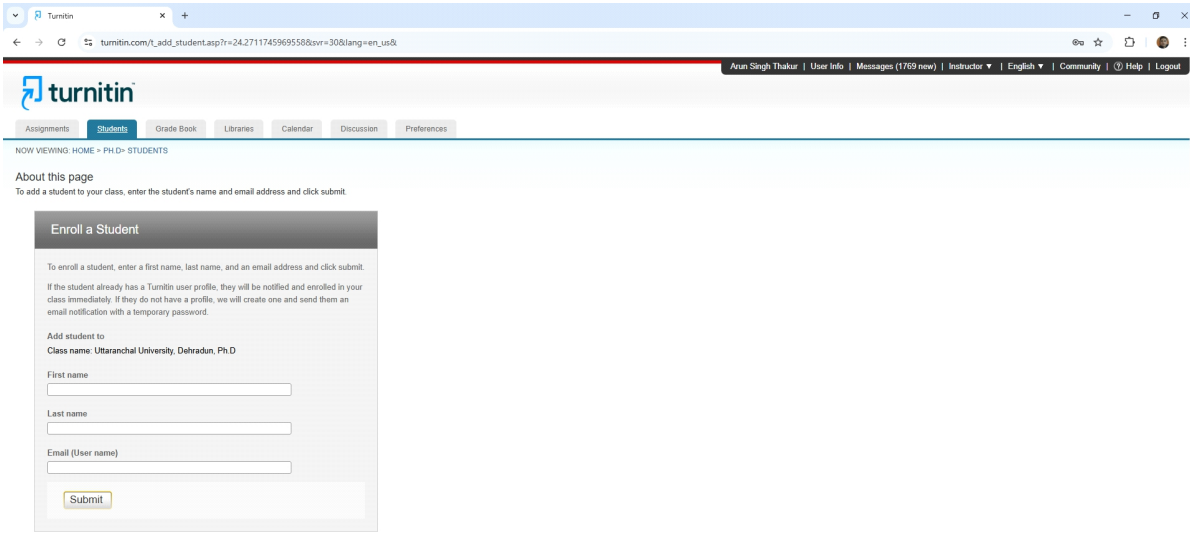 Turnitin
turnitin.com/t_add_student.asp?r=24.2711745969558&svr=30&lang=en_us&
Arun Singh Thakur | User Info | Messages (1769 new) | Instructor ▼ | English ▼ | Community | ? Help | Logout
turnitin
Assignments Students Grade Book Libraries Calendar Discussion Preferences
NOW VIEWING: HOME > PH.D> STUDENTS
About this page
To add a student to your class, enter the student's name and email address and click submit.
Enroll a Student
To enroll a student, enter a first name, last name, and an email address and click submit.
If the student already has a Turnitin user profile, they will be notified and enrolled in your
class immediately. If they do not have a profile, we will create one and send them an
email notification with a temporary password.
Add student to
Class name: Uttaranchal University, Dehradun, Ph.D
First name
Last name
Email (User name)
Submit